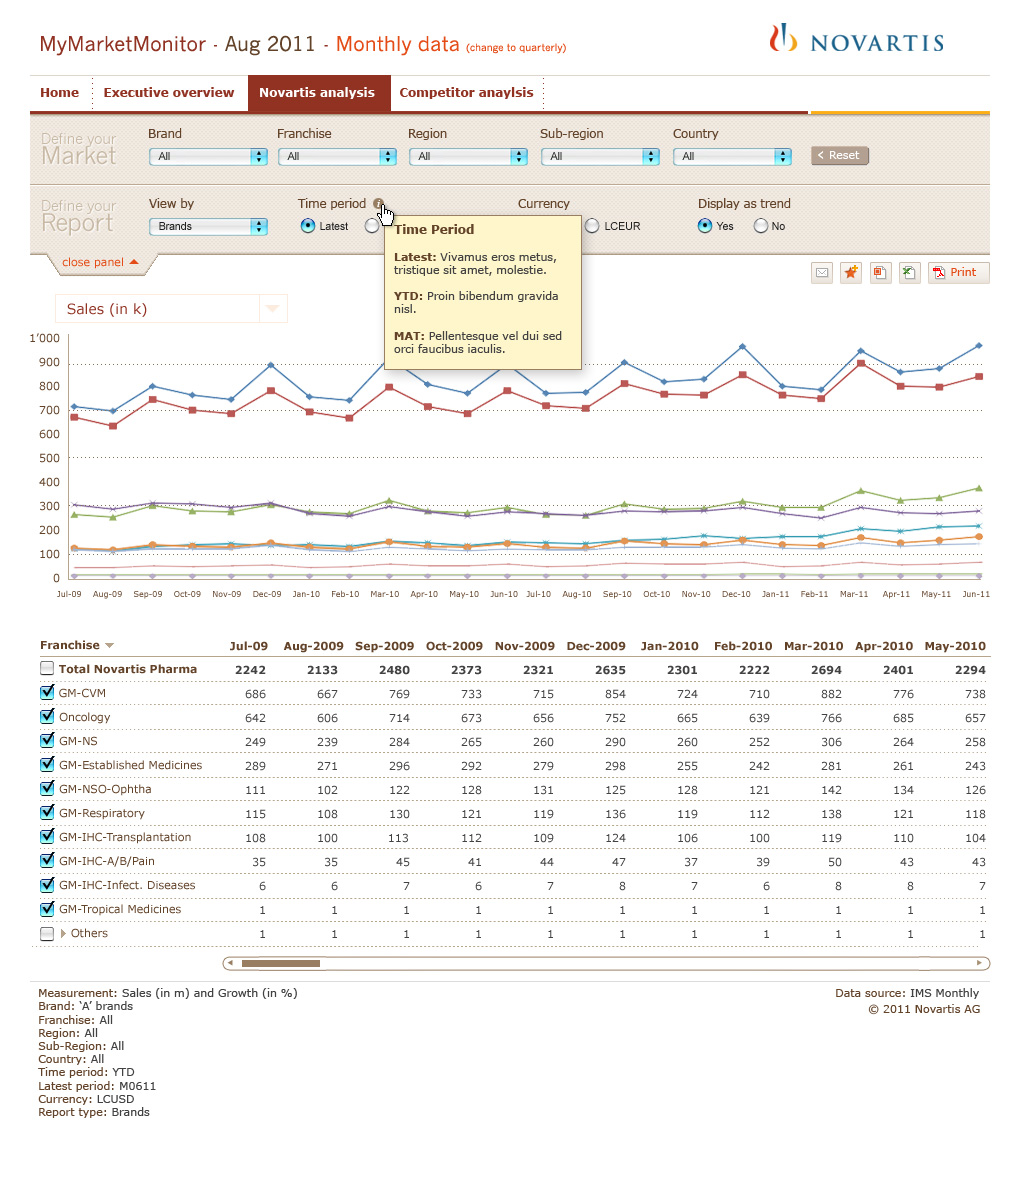 MyMarketMonitor - Aug 2011 - Monthly data (change to quarterly)
NOVARTIS
Home Executive overview Novartis analysis Competitor anaylsis
Define your Market
Brand Franchise Region Sub-region Country
All All All All All < Reset
Define your Report
View by Time period i Currency Display as trend
Brands Latest LCEUR Yes No
Time Period
Latest: Vivamus eros metus,
tristique sit amet, molestie.
YTD: Proin bibendum gravida
nisl.
MAT: Pellentesque vel dui sed
orci faucibus iaculis.
close panel
Print
Sales (in k)
1’000
900
800
700
600
500
400
300
200
100
0
Jul-09 Aug-09 Sep-09 Oct-09 Nov-09 Dec-09 Jan-10 Feb-10 Mar-10 Apr-10 May-10 Jun-10 Jul-10 Aug-10 Sep-10 Oct-10 Nov-10 Dec-10 Jan-11 Feb-11 Mar-11 Apr-11 May-11 Jun-11
Franchise Jul-09 Aug-2009 Sep-2009 Oct-2009 Nov-2009 Dec-2009 Jan-2010 Feb-2010 Mar-2010 Apr-2010 May-2010
Total Novartis Pharma 2242 2133 2480 2373 2321 2635 2301 2222 2694 2401 2294
GM-CVM 686 667 769 733 715 854 724 710 882 776 738
Oncology 642 606 714 673 656 752 665 639 766 685 657
GM-NS 249 239 284 265 260 290 260 252 306 264 258
GM-Established Medicines 289 271 296 292 279 298 255 242 281 261 243
GM-NSO-Ophtha 111 102 122 128 131 125 128 121 142 134 126
GM-Respiratory 115 108 130 121 119 136 119 112 138 121 118
GM-IHC-Transplantation 108 100 113 112 109 124 106 100 119 110 104
GM-IHC-A/B/Pain 35 35 45 41 44 47 37 39 50 43 43
GM-IHC-Infect. Diseases 6 6 7 6 7 8 7 6 8 8 7
GM-Tropical Medicines 1 1 1 1 1 1 1 1 1 1 1
Others 1 1 1 1 1 1 1 1 1 1 1
Measurement: Sales (in m) and Growth (in %)
Brand: ‘A’ brands
Franchise: All
Region: All
Sub-Region: All
Country: All
Time period: YTD
Latest period: M0611
Currency: LCUSD
Report type: Brands
Data source: IMS Monthly
© 2011 Novartis AG